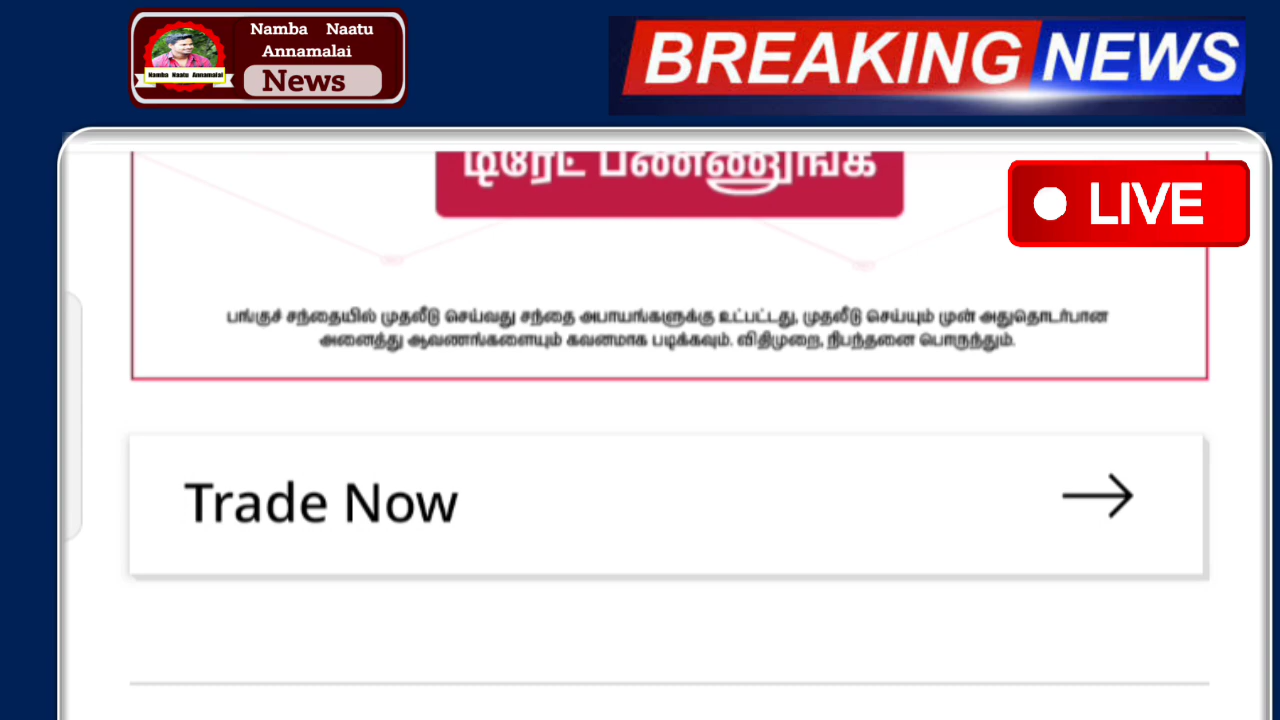 Namba Naatu
Annamalai
News
Namba Naatu Annamalai
BREAKING NEWS
LIVE
டிரேட் பண்ணுங்க
பங்குச் சந்தையில் முதலீடு செய்வது சந்தை அபாயங்களுக்கு உட்பட்டது, முதலீடு செய்யும் முன் அதுதொடர்பான
அனைத்து ஆவணங்களையும் கவனமாக படிக்கவும். விதிமுறை, நிபந்தனை பொருந்தும்.
Trade Now